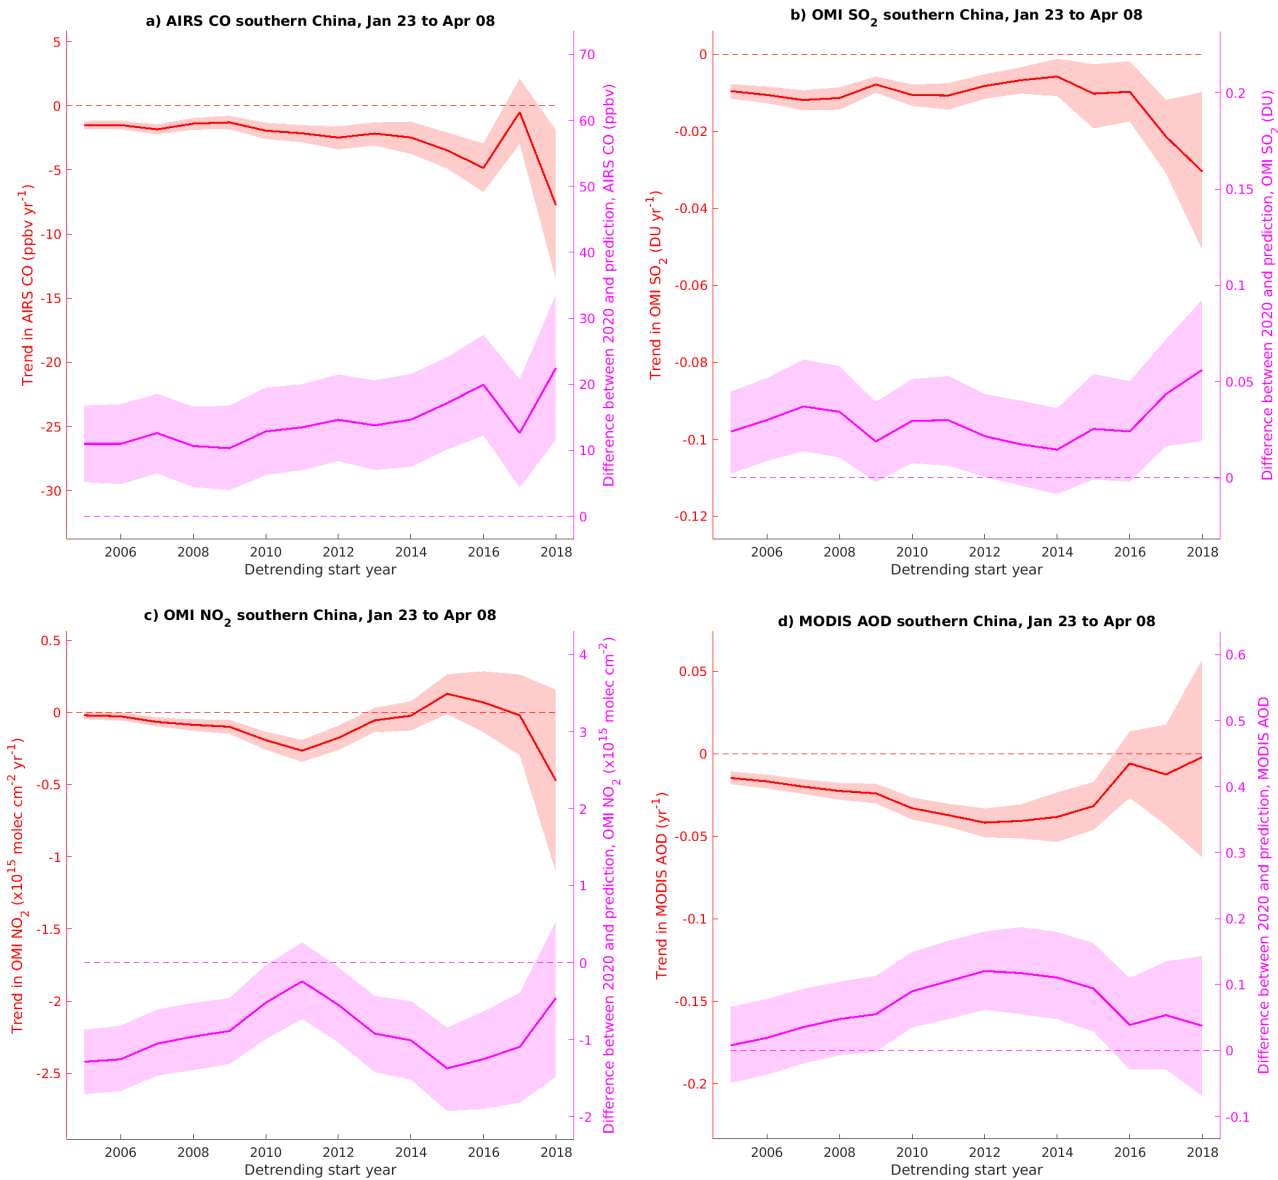 a) AIRS CO southern China, Jan 23 to Apr 08
5
0
-5
-10
-15
-20
-25
-30
Trend in AIRS CO (ppbv yr-1)
70
60
50
40
30
20
10
0
Difference between 2020 and prediction, AIRS CO (ppbv)
2006 2008 2010 2012 2014 2016 2018
Detrending start year
b) OMI SO2 southern China, Jan 23 to Apr 08
0
-0.02
-0.04
-0.06
-0.08
-0.1
-0.12
Trend in OMI SO2 (DU yr-1)
0.2
0.15
0.1
0.05
0
Difference between 2020 and prediction, OMI SO2 (DU)
2006 2008 2010 2012 2014 2016 2018
Detrending start year
c) OMI NO2 southern China, Jan 23 to Apr 08
0.5
0
-0.5
-1
-1.5
-2
-2.5
Trend in OMI NO2 (x1015 molec cm-2 yr-1)
4
3
2
1
0
-1
-2
Difference between 2020 and prediction, OMI NO2 (x1015 molec cm-2)
2006 2008 2010 2012 2014 2016 2018
Detrending start year
d) MODIS AOD southern China, Jan 23 to Apr 08
0.05
0
-0.05
-0.1
-0.15
-0.2
Trend in MODIS AOD (yr-1)
0.6
0.5
0.4
0.3
0.2
0.1
0
-0.1
Difference between 2020 and prediction, MODIS AOD
2006 2008 2010 2012 2014 2016 2018
Detrending start year